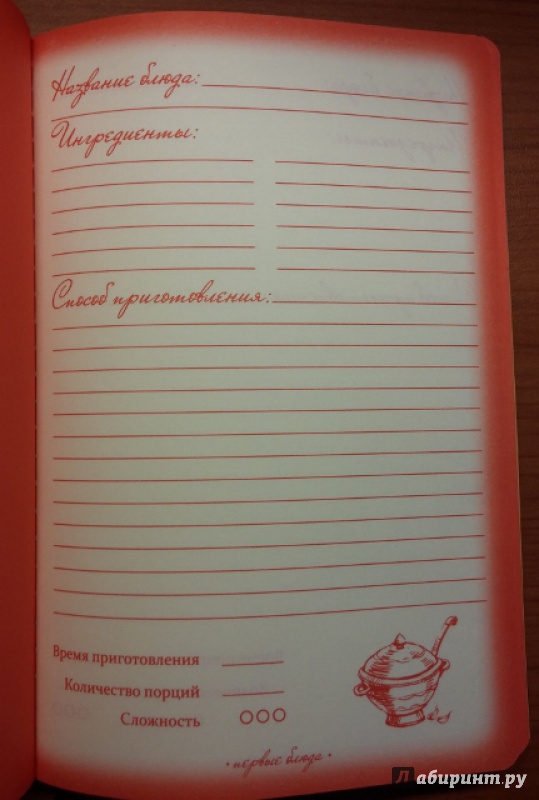 Название блюда:
Ингредиенты:
Способ приготовления:
Время приготовления
Количество порций
Сложность
· первые блюда ·
Лабиринт.ру